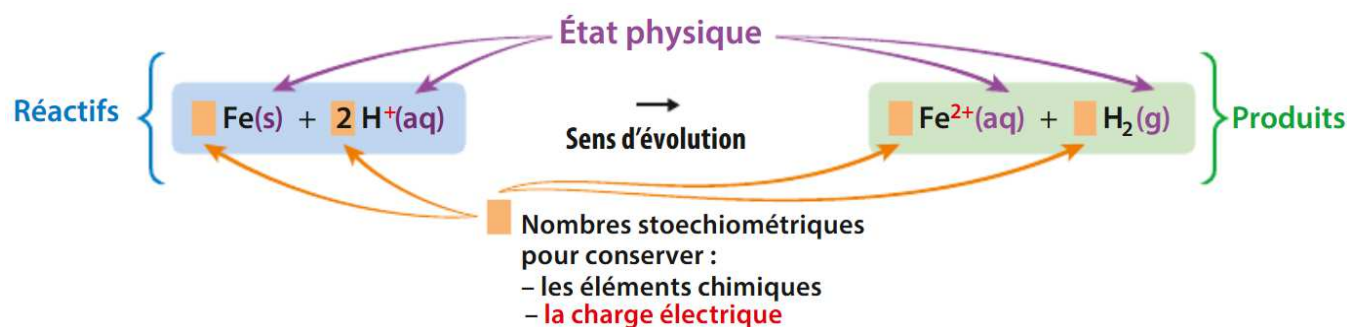 État physique
Réactifs
Fe(s) + 2 H⁺(aq) → Fe²⁺(aq) + H₂(g)
Produits
Sens d'évolution
Nombres stoechiométriques
pour conserver :
– les éléments chimiques
– la charge électrique